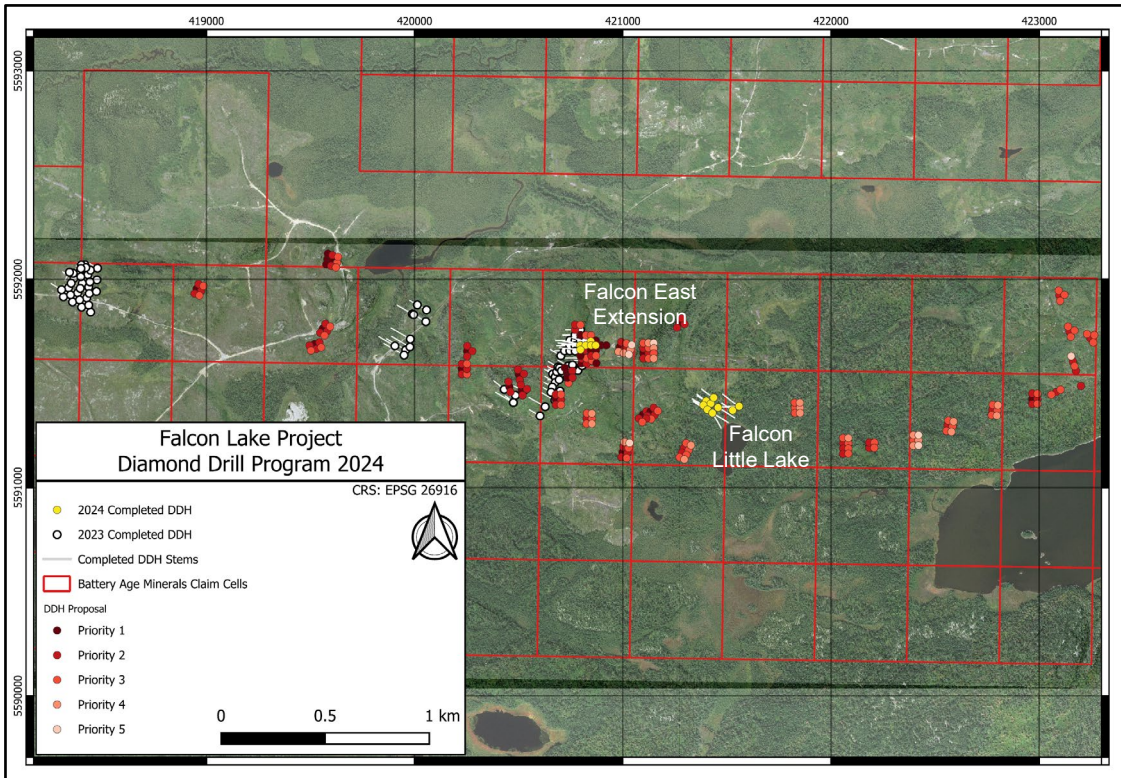 419000
420000
421000
422000
423000
5593000
5592000
5591000
5590000
Falcon East
Extension
Falcon
Little Lake
Falcon Lake Project
Diamond Drill Program 2024
CRS: EPSG 26916
2024 Completed DDH
2023 Completed DDH
Completed DDH Stems
Battery Age Minerals Claim Cells
DDH Proposal
Priority 1
Priority 2
Priority 3
Priority 4
Priority 5
0
0.5
1 km